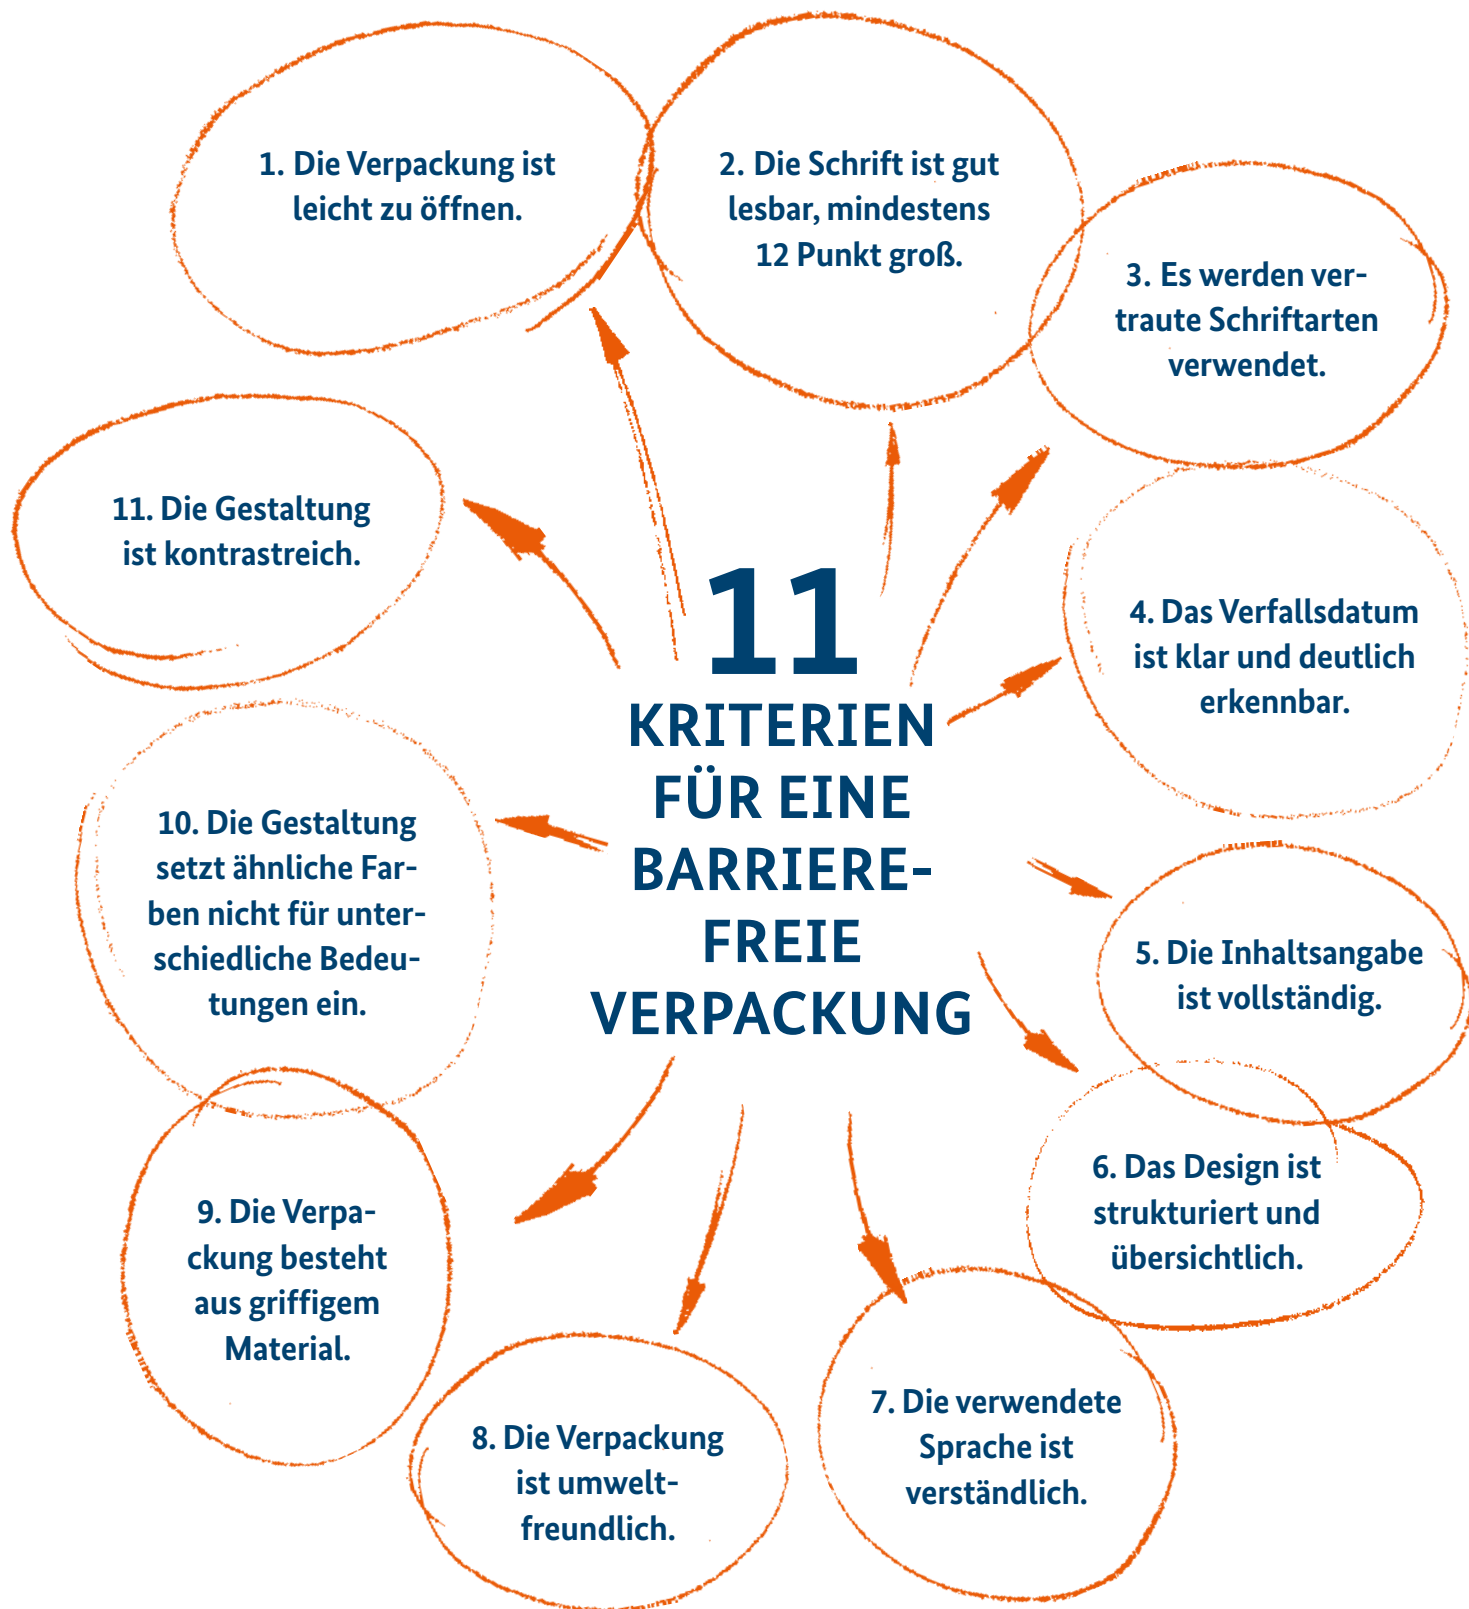 11
KRITERIEN
FÜR EINE
BARRIERE-
FREIE
VERPACKUNG
1. Die Verpackung ist
leicht zu öffnen.
2. Die Schrift ist gut
lesbar, mindestens
12 Punkt groß.
3. Es werden ver-
traute Schriftarten
verwendet.
4. Das Verfallsdatum
ist klar und deutlich
erkennbar.
5. Die Inhaltsangabe
ist vollständig.
6. Das Design ist
strukturiert und
übersichtlich.
7. Die verwendete
Sprache ist
verständlich.
8. Die Verpackung
ist umwelt-
freundlich.
9. Die Verpa-
ckung besteht
aus griffigem
Material.
10. Die Gestaltung
setzt ähnliche Far-
ben nicht für unter-
schiedliche Bedeu-
tungen ein.
11. Die Gestaltung
ist kontrastreich.